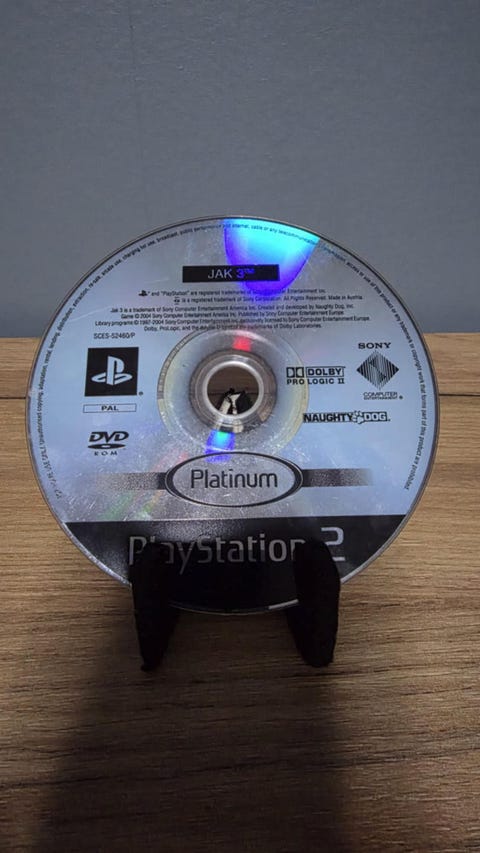 JAK 3™
and "PlayStation" are registered trademarks of Sony Computer Entertainment Inc.
is a registered trademark of Sony Corporation. All Rights Reserved. Made in Austria.
Jak 3 is a trademark of Sony Computer Entertainment America Inc. Created and developed by Naughty Dog, Inc.
Game © 2004 Sony Computer Entertainment America Inc. Published by Sony Computer Entertainment Europe.
Library programs © 1997-2004 Sony Computer Entertainment Inc. exclusively licensed to Sony Computer Entertainment Europe.
Dolby, ProLogic, and the double-D symbol are trademarks of Dolby Laboratories.
SCES-52460/P
SONY
COMPUTER
ENTERTAINMENT®
DOLBY
PRO LOGIC II
PAL
NAUGHTY DOG.
DVD
ROM
Platinum
PlayStation 2